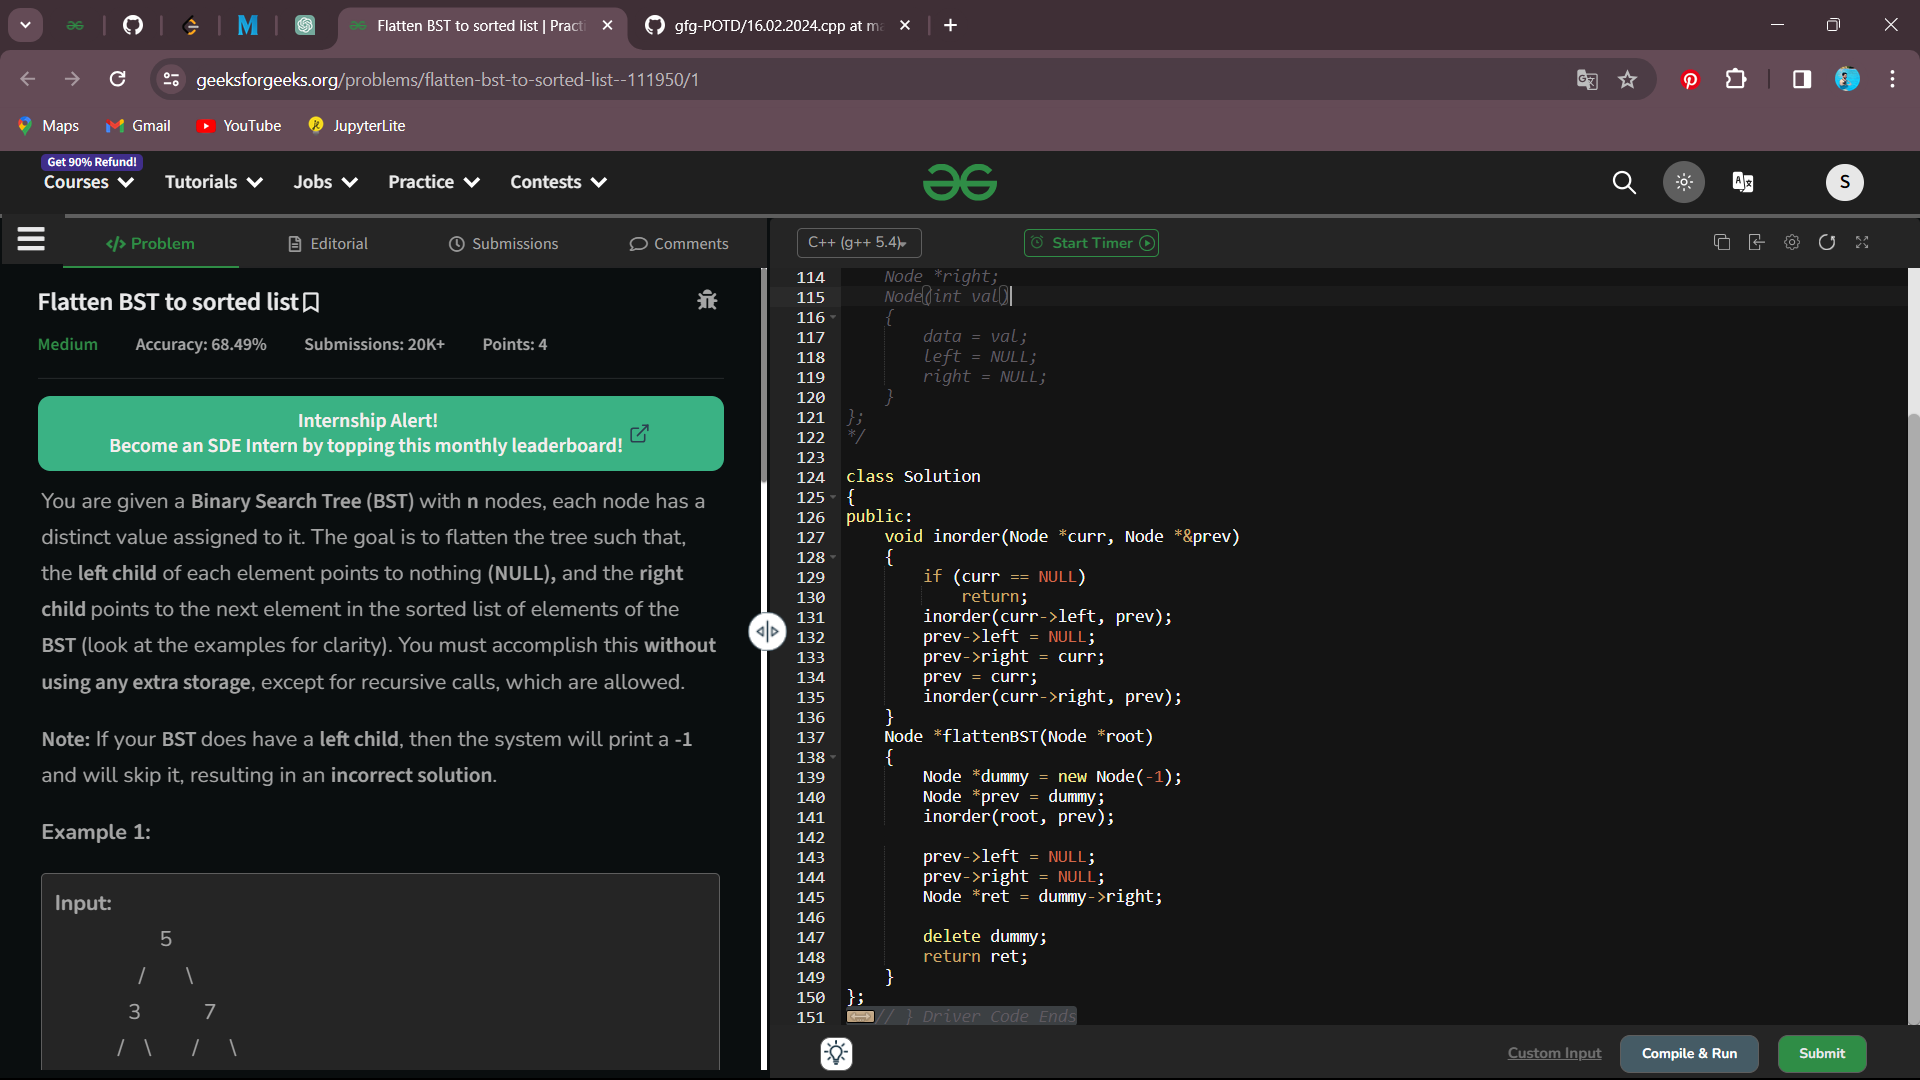 Flatten BST to sorted list | Practi
gfg-POTD/16.02.2024.cpp at ma
geeksforgeeks.org/problems/flatten-bst-to-sorted-list--111950/1
Maps
Gmail
YouTube
JupyterLite
Get 90% Refund!
Courses
Tutorials
Jobs
Practice
Contests
S
Problem
Editorial
Submissions
Comments
C++ (g++ 5.4)
Start Timer
Flatten BST to sorted list
Medium Accuracy: 68.49% Submissions: 20K+ Points: 4
Internship Alert!
Become an SDE Intern by topping this monthly leaderboard!
You are given a Binary Search Tree (BST) with n nodes, each node has a
distinct value assigned to it. The goal is to flatten the tree such that,
the left child of each element points to nothing (NULL), and the right
child points to the next element in the sorted list of elements of the
BST (look at the examples for clarity). You must accomplish this without
using any extra storage, except for recursive calls, which are allowed.
Note: If your BST does have a left child, then the system will print a -1
and will skip it, resulting in an incorrect solution.
Example 1:
Input:
5
/ \
3 7
/ \ / \
114 Node *right;
115 Node(int val)
116 {
117 data = val;
118 left = NULL;
119 right = NULL;
120 }
121 };
122 */
123
124 class Solution
125 {
126 public:
127 void inorder(Node *curr, Node *&prev)
128 {
129 if (curr == NULL)
130 return;
131 inorder(curr->left, prev);
132 prev->left = NULL;
133 prev->right = curr;
134 prev = curr;
135 inorder(curr->right, prev);
136 }
137 Node *flattenBST(Node *root)
138 {
139 Node *dummy = new Node(-1);
140 Node *prev = dummy;
141 inorder(root, prev);
142
143 prev->left = NULL;
144 prev->right = NULL;
145 Node *ret = dummy->right;
146
147 delete dummy;
148 return ret;
149 }
150 };
151 // } Driver Code Ends
Custom Input
Compile & Run
Submit